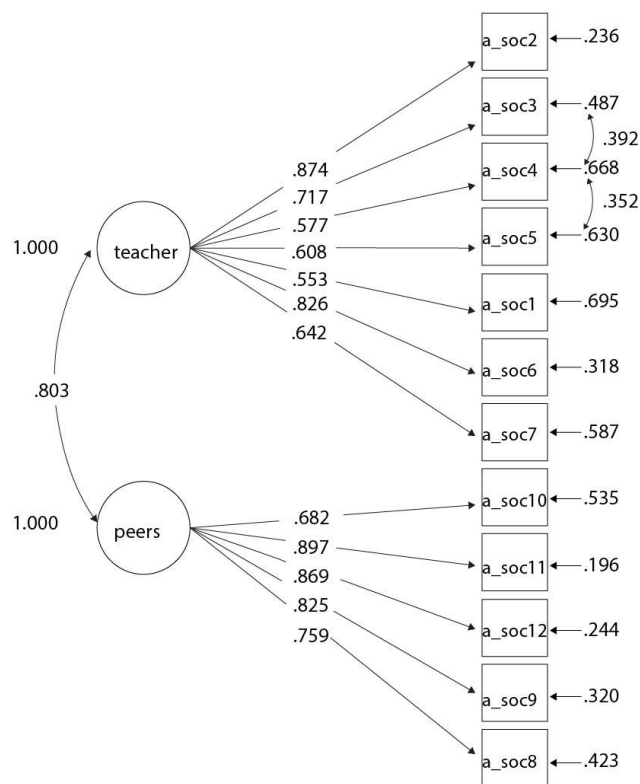 a_soc2 .236
a_soc3 .487
.392
.874 a_soc4 .668
.717
.352
.577
1.000 teacher .608 a_soc5 .630
.553
.826 a_soc1 .695
.642
a_soc6 .318
.803
a_soc7 .587
a_soc10 .535
1.000 peers .682
.897 a_soc11 .196
.869
.825 a_soc12 .244
.759
a_soc9 .320
a_soc8 .423